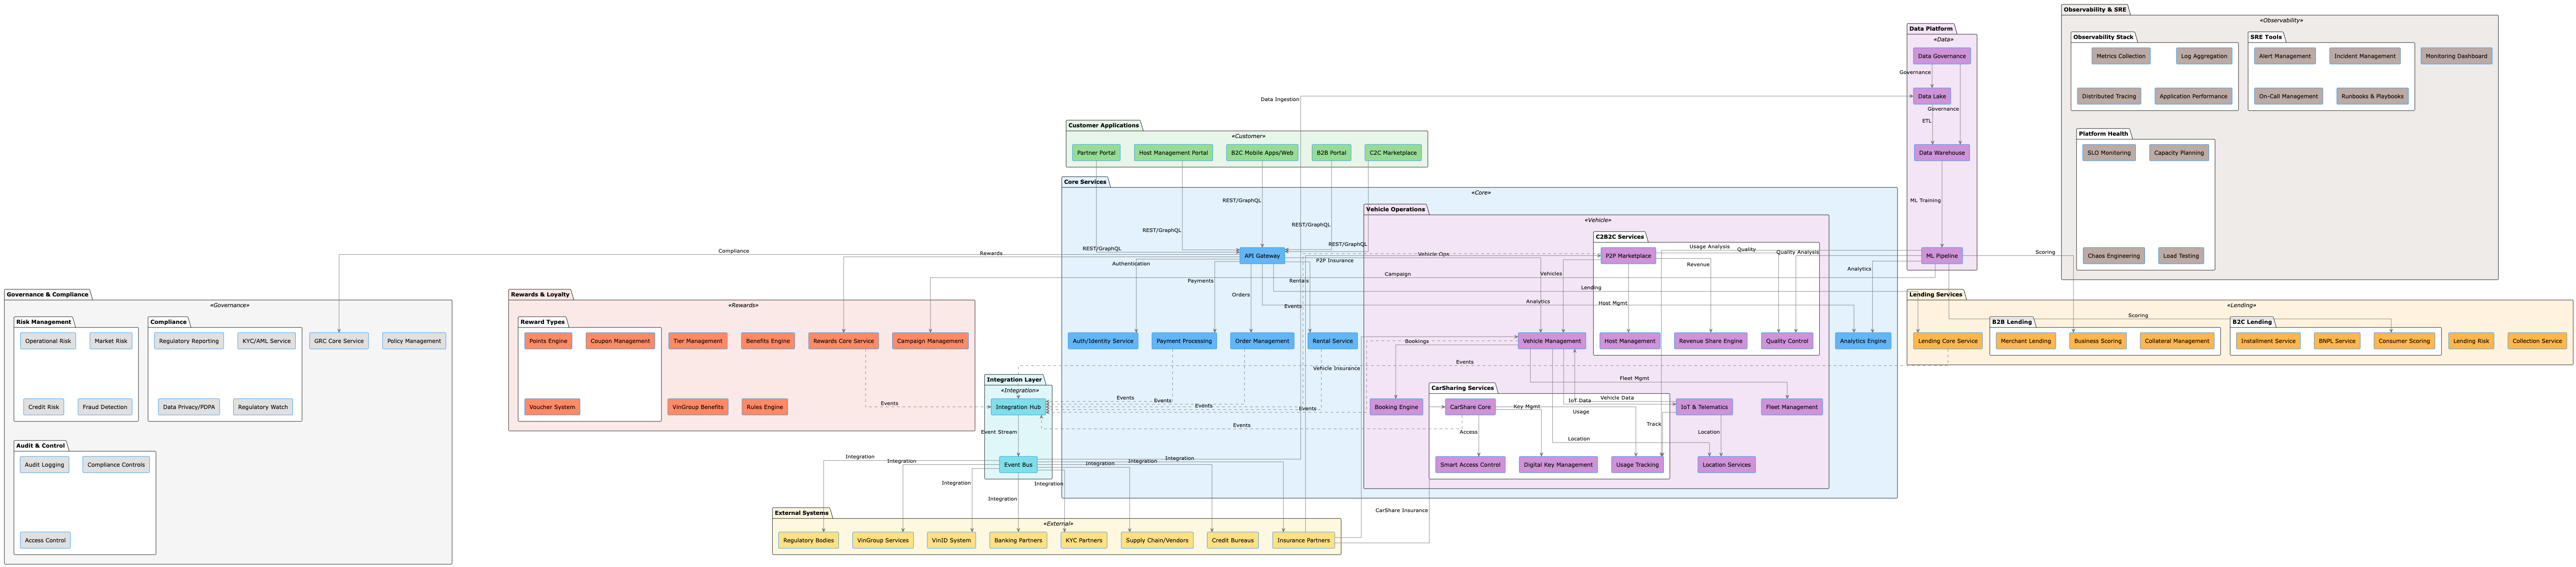 Observability & SRE
«Observability»
Observability Stack
Metrics Collection
Log Aggregation
Distributed Tracing
Application Performance
SRE Tools
Alert Management
Incident Management
On-Call Management
Runbooks & Playbooks
Monitoring Dashboard
Platform Health
SLO Monitoring
Capacity Planning
Chaos Engineering
Load Testing
Data Platform
«Data»
Data Governance
Governance
Data Lake
Governance
ETL
Data Warehouse
ML Training
ML Pipeline
Data Ingestion
Customer Applications
«Customer»
Partner Portal
Host Management Portal
B2C Mobile Apps/Web
B2B Portal
C2C Marketplace
Core Services
«Core»
REST/GraphQL
REST/GraphQL
REST/GraphQL
REST/GraphQL
REST/GraphQL
API Gateway
Compliance
Rewards
Authentication
P2P Insurance
Vehicle Ops
Payments
Rentals
Campaign
Lending
Orders
Events
Events
Analytics
Analytics
Scoring
Scoring
Auth/Identity Service
Payment Processing
Order Management
Rental Service
Analytics Engine
Vehicle Operations
«Vehicle»
C2B2C Services
Usage Analysis
Quality
Quality Analysis
P2P Marketplace
Revenue
Vehicles
Host Mgmt
Host Management
Revenue Share Engine
Quality Control
Vehicle Management
Bookings
Events
Vehicle Insurance
Fleet Mgmt
CarSharing Services
Vehicle Data
IoT Data
Booking Engine
CarShare Core
Key Mgmt
Usage
IoT & Telematics
Fleet Management
Access
Track
Location
Location
Smart Access Control
Digital Key Management
Usage Tracking
Location Services
CarShare Insurance
Lending Services
«Lending»
Lending Core Service
B2B Lending
Merchant Lending
Business Scoring
Collateral Management
B2C Lending
Installment Service
BNPL Service
Consumer Scoring
Lending Risk
Collection Service
Governance & Compliance
«Governance»
Risk Management
Operational Risk
Market Risk
Credit Risk
Fraud Detection
Compliance
Regulatory Reporting
KYC/AML Service
Data Privacy/PDPA
Regulatory Watch
GRC Core Service
Policy Management
Audit & Control
Audit Logging
Compliance Controls
Access Control
Rewards & Loyalty
«Rewards»
Reward Types
Points Engine
Coupon Management
Voucher System
Tier Management
Benefits Engine
Rewards Core Service
Campaign Management
VinGroup Benefits
Rules Engine
Events
Integration Layer
«Integration»
Integration Hub
Events
Events
Events
Events
Events
Event Stream
Event Bus
Integration
Integration
Integration
Integration
Integration
Integration
Integration
Integration
External Systems
«External»
Regulatory Bodies
VinGroup Services
VinID System
Banking Partners
KYC Partners
Supply Chain/Vendors
Credit Bureaus
Insurance Partners